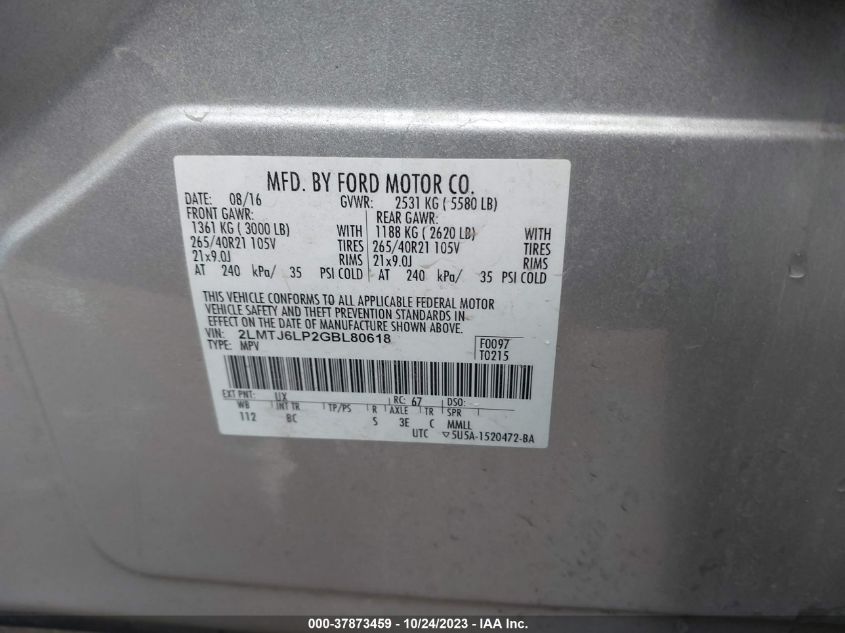 MFD. BY FORD MOTOR CO.
DATE: 08/16 GVWR: 2531 KG ( 5580 LB)
FRONT GAWR: REAR GAWR:
1361 KG ( 3000 LB) WITH 1188 KG ( 2620 LB) WITH
265/40R21 105V TIRES 265/40R21 105V TIRES
21x9.0J RIMS 21x9.0J RIMS
AT 240 kPa/ 35 PSI COLD AT 240 kPa/ 35 PSI COLD
THIS VEHICLE CONFORMS TO ALL APPLICABLE FEDERAL MOTOR
VEHICLE SAFETY AND THEFT PREVENTION STANDARDS IN
EFFECT ON THE DATE OF MANUFACTURE SHOWN ABOVE.
VIN: 2LMTJ6LP2GBL80618 F0097
TYPE: MPV T0215
EXT PNT: UX RC: 67 DSO:
WB INT TR TP/PS R AXLE TR SPR
112 BC S 3E C MMLL
UTC ▽5U5A-1520472-BA
000-37873459 - 10/24/2023 - IAA Inc.